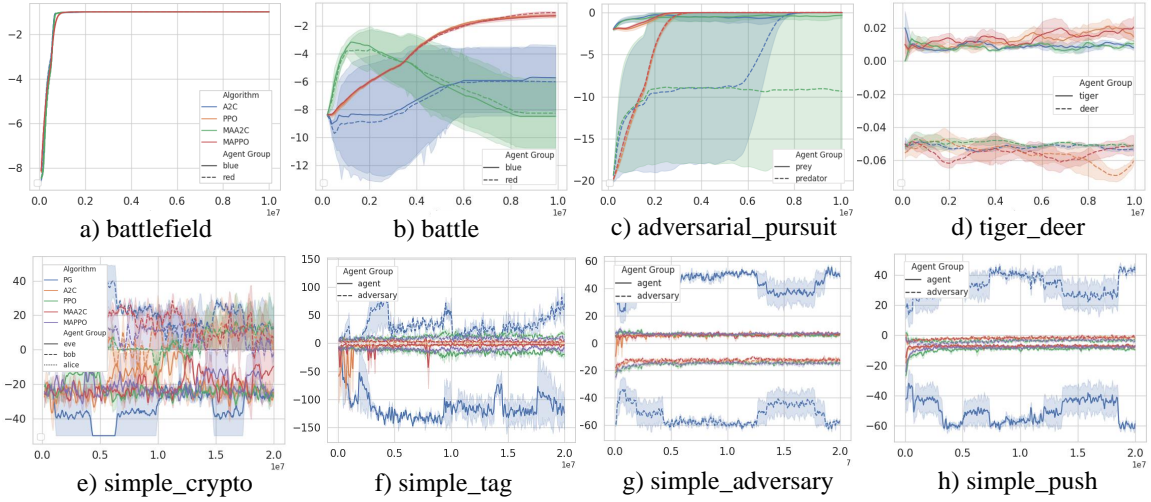 −2
−4
−6
−8
Algorithm
A2C
PPO
MAA2C
MAPPO
Agent Group
blue
red
0.0 0.2 0.4 0.6 0.8 1.0
1e7
a) battlefield
−2
−4
−6
−8
−10
−12
Agent Group
blue
red
0.0 0.2 0.4 0.6 0.8 1.0
1e7
b) battle
0
−5
−10
−15
−20
Agent Group
prey
predator
0.0 0.2 0.4 0.6 0.8 1.0
1e7
c) adversarial_pursuit
0.02
0.00
−0.02
−0.04
−0.06
Agent Group
tiger
deer
0.0 0.2 0.4 0.6 0.8 1.0
1e7
d) tiger_deer
40
20
0
−20
−40
Algorithm
PG
A2C
PPO
MAA2C
MAPPO
Agent Group
eve
bob
alice
0.0 0.5 1.0 1.5 2.0
1e7
e) simple_crypto
150
100
50
0
−50
−100
−150
Agent Group
agent
adversary
0.0 0.5 1.0 1.5 2.0
1e7
f) simple_tag
60
40
20
0
−20
−40
−60
Agent Group
agent
adversary
0.0 0.5 1.0 1.5 2.0
7
g) simple_adversary
60
40
20
0
−20
−40
−60
Agent Group
agent
adversary
0.0 0.5 1.0 1.5 2.0
1e7
h) simple_push